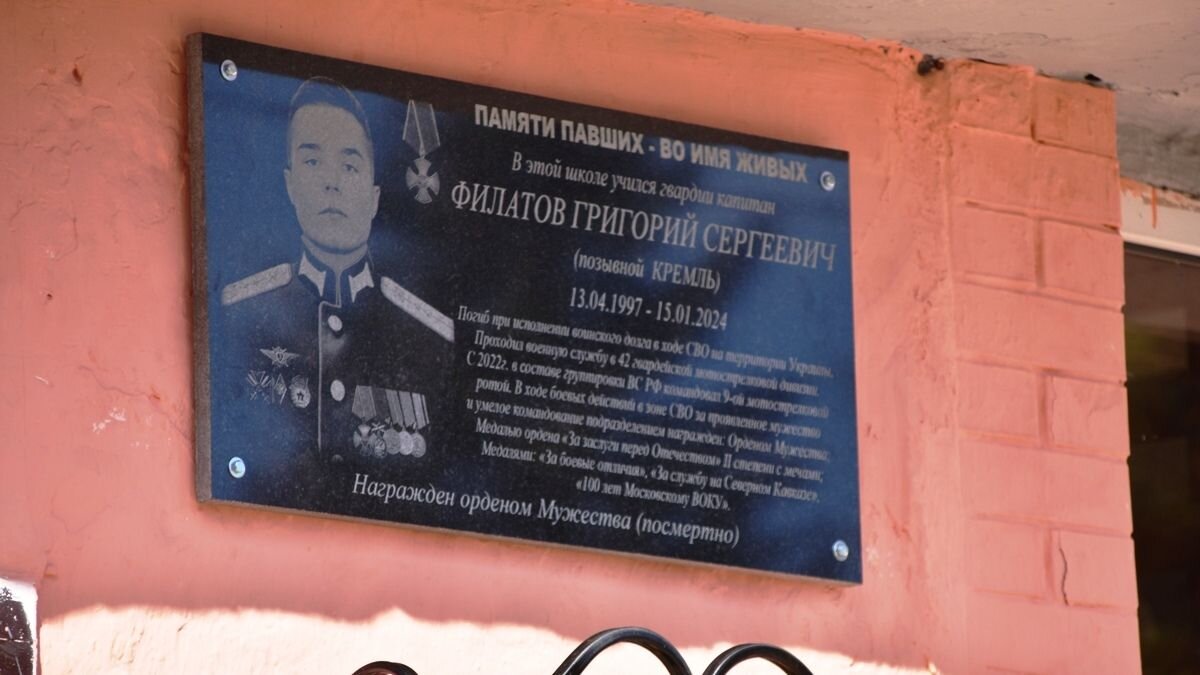 ПАМЯТИ ПАВШИХ - ВО ИМЯ ЖИВЫХ
В этой школе учился гвардии капитан
ФИЛАТОВ ГРИГОРИЙ СЕРГЕЕВИЧ
(позывной КРЕМЛЬ)
13.04.1997 - 15.01.2024
Погиб при исполнении воинского долга в ходе СВО на территории Украины.
Проходил военную службу в 42 гвардейской мотострелковой дивизии.
С 2022г. в составе группировки ВС РФ командовал 9-ой мотострелковой
ротой. В ходе боевых действий в зоне СВО за проявленное мужество
и умелое командование подразделением награжден: Орденом Мужества;
Медалью ордена «За заслуги перед Отечеством» II степени с мечами;
Медалями: «За боевые отличия», «За службу на Северном Кавказе»,
«100 лет Московскому ВОКУ».
Награжден орденом Мужества (посмертно)